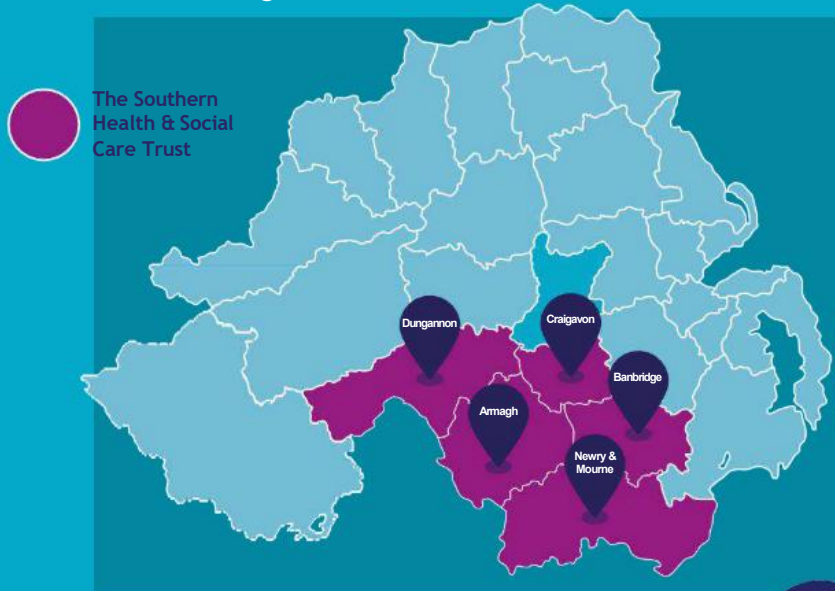 The Southern
Health & Social
Care Trust
Dungannon
Craigavon
Banbridge
Armagh
Newry &
Mourne